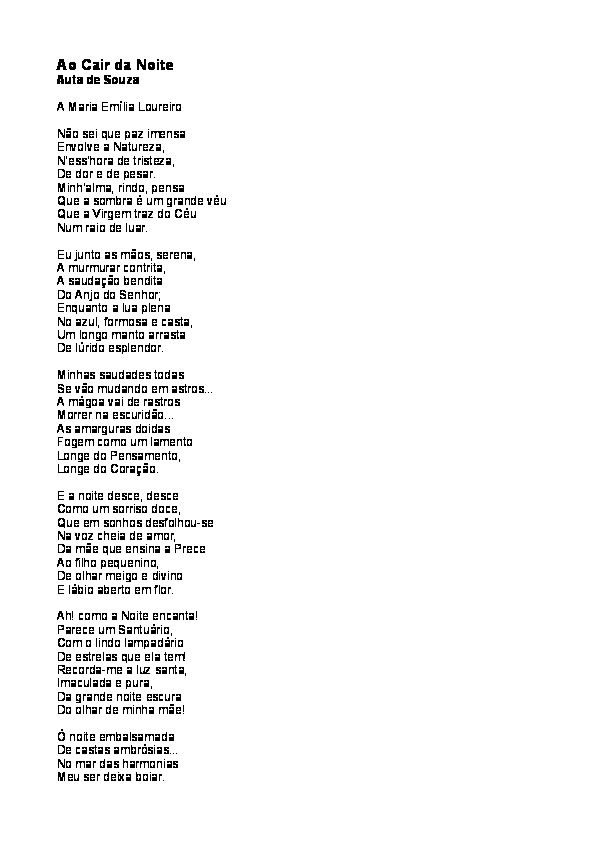 Ao Cair da Noite
Auta de Souza
A Maria Emília Loureiro
Não sei que paz imensa
Envolve a Natureza,
N'ess'hora de tristeza,
De dor e de pesar.
Minh'alma, rindo, pensa
Que a sombra é um grande véu
Que a Virgem traz do Céu
Num raio de luar.
Eu junto as mãos, serena,
A murmurar contrita,
A saudação bendita
Do Anjo do Senhor;
Enquanto a lua plena
No azul, formosa e casta,
Um longo manto arrasta
De lúrido esplendor.
Minhas saudades todas
Se vão mudando em astros...
A mágoa vai de rastros
Morrer na escuridão...
As amarguras doidas
Fogem como um lamento
Longe do Pensamento,
Longe do Coração.
E a noite desce, desce
Como um sorriso doce,
Que em sonhos desfolhou-se
Na voz cheia de amor,
Da mãe que ensina a Prece
Ao filho pequenino,
De olhar meigo e divino
E lábio aberto em flor.
Ah! como a Noite encanta!
Parece um Santuário,
Com o lindo lampadário
De estrelas que ela tem!
Recorda-me a luz santa,
Imaculada e pura,
Da grande noite escura
Do olhar de minha mãe!
Ó noite embalsamada
De castas ambrósias...
No mar das harmonias
Meu ser deixa boiar.